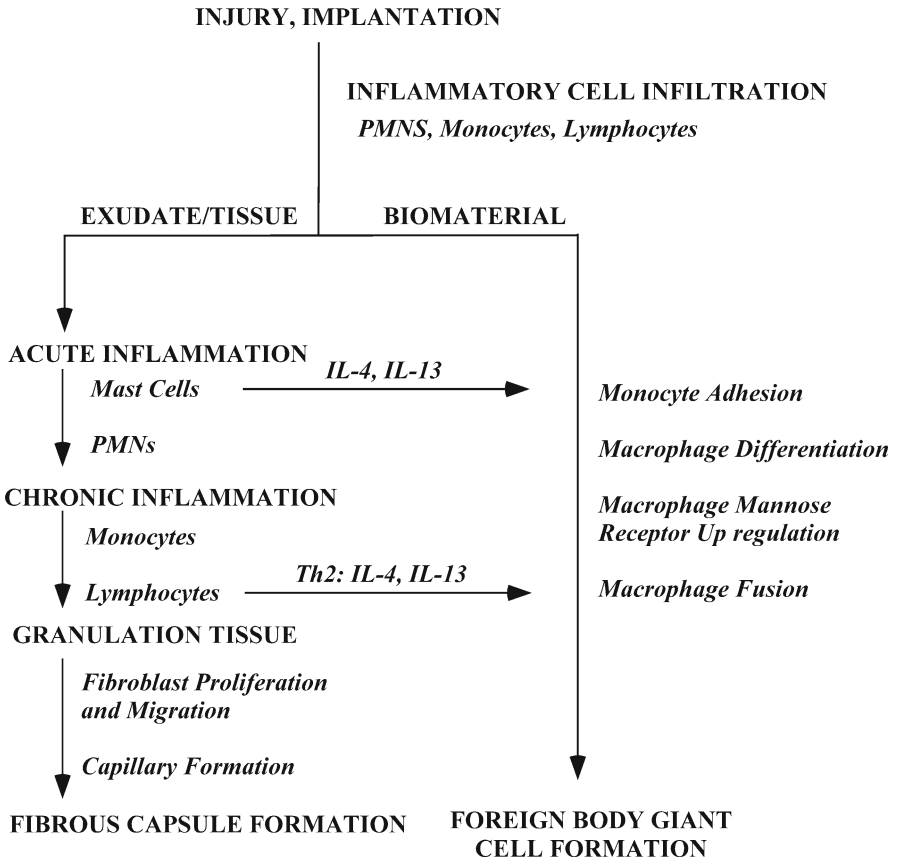 INJURY, IMPLANTATION
INFLAMMATORY CELL INFILTRATION
PMNS, Monocytes, Lymphocytes
EXUDATE/TISSUE
BIOMATERIAL
ACUTE INFLAMMATION
Mast Cells
IL-4, IL-13
PMNs
CHRONIC INFLAMMATION
Monocytes
Lymphocytes
Th2: IL-4, IL-13
GRANULATION TISSUE
Fibroblast Proliferation
and Migration
Capillary Formation
FIBROUS CAPSULE FORMATION
Monocyte Adhesion
Macrophage Differentiation
Macrophage Mannose
Receptor Up regulation
Macrophage Fusion
FOREIGN BODY GIANT
CELL FORMATION